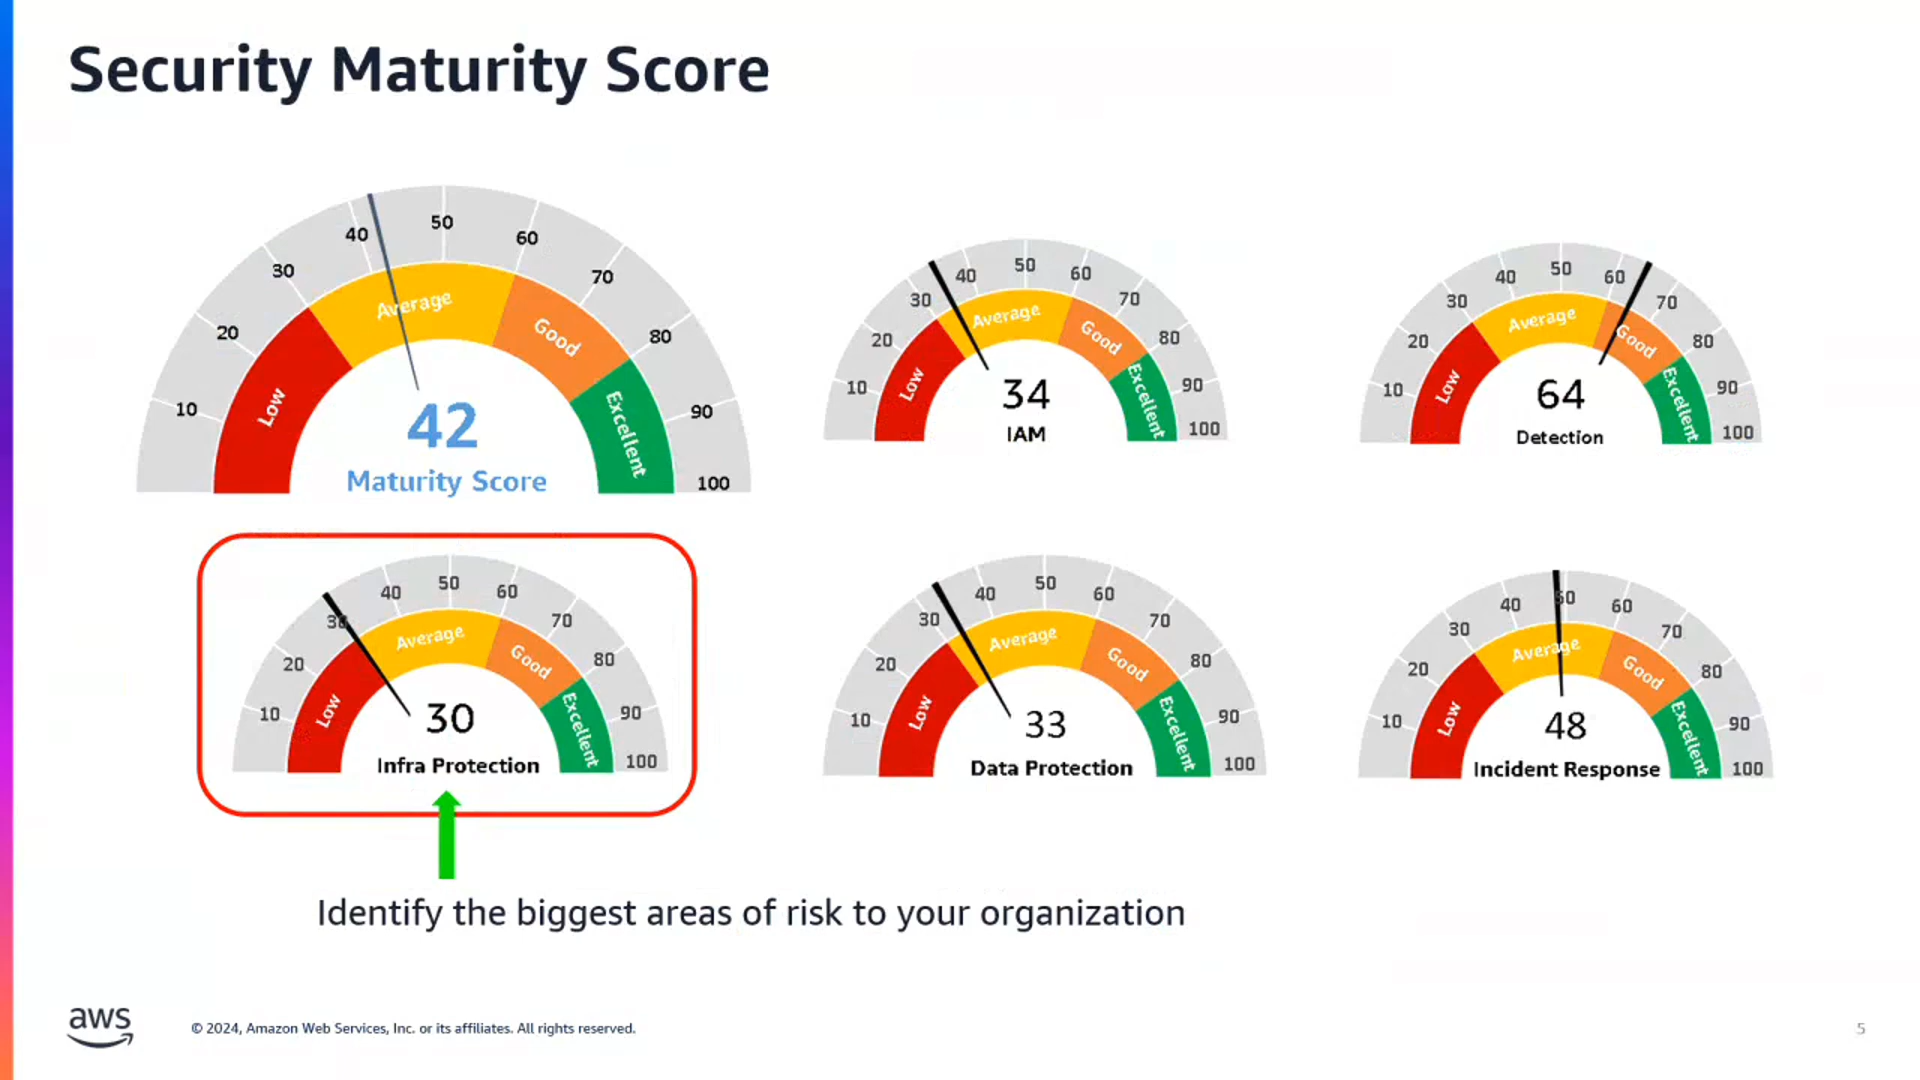 Security Maturity Score
10
20
30
40
50
60
70
80
90
100
Low
Average
Good
Excellent
42
Maturity Score
10
20
30
40
50
60
70
80
90
100
Low
Average
Good
Excellent
34
IAM
10
20
30
40
50
60
70
80
90
100
Low
Average
Good
Excellent
64
Detection
10
20
30
40
50
60
70
80
90
100
Low
Average
Good
Excellent
30
Infra Protection
10
20
30
40
50
60
70
80
90
100
Low
Average
Good
Excellent
33
Data Protection
10
20
30
40
50
60
70
80
90
100
Low
Average
Good
Excellent
48
Incident Response
Identify the biggest areas of risk to your organization
aws
© 2024, Amazon Web Services, Inc. or its affiliates. All rights reserved.
5